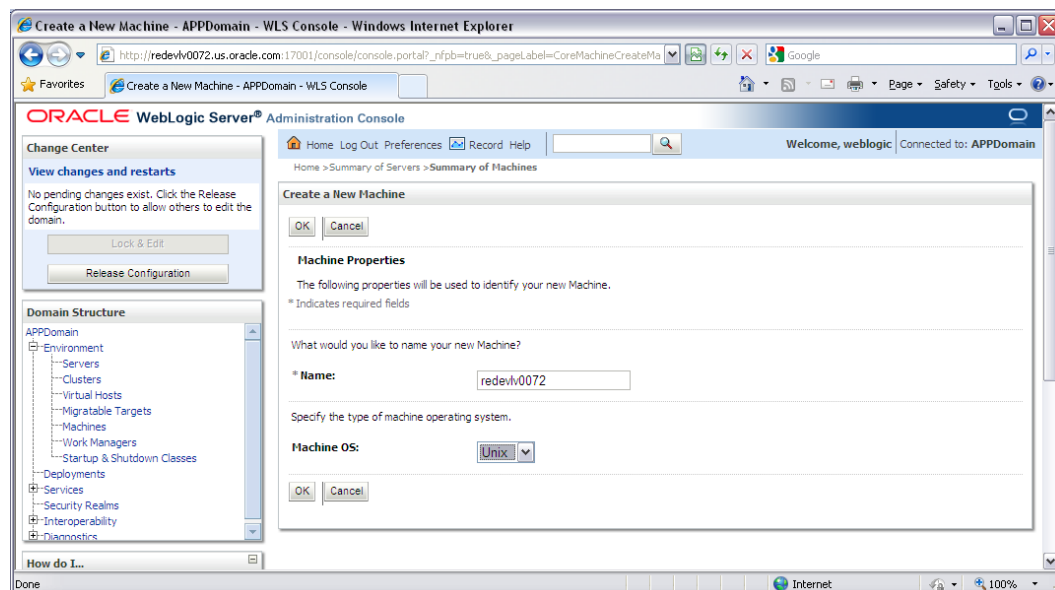 Create a New Machine - APPDomain - WLS Console - Windows Internet Explorer
http://redevlv0072.us.oracle.com:17001/console/console.portal?_nfpb=true&_pageLabel=CoreMachineCreateMa
Google
Favorites
Create a New Machine - APPDomain - WLS Console
Page
Safety
Tools
ORACLE WebLogic Server® Administration Console
Change Center
View changes and restarts
No pending changes exist. Click the Release
Configuration button to allow others to edit the
domain.
Lock & Edit
Release Configuration
Domain Structure
APPDomain
Environment
Servers
Clusters
Virtual Hosts
Migratable Targets
Machines
Work Managers
Startup & Shutdown Classes
Deployments
Services
Security Realms
Interoperability
Diagnostics
How do I...
Home Log Out Preferences Record Help
Welcome, weblogic Connected to: APPDomain
Home >Summary of Servers >Summary of Machines
Create a New Machine
OK Cancel
Machine Properties
The following properties will be used to identify your new Machine.
* Indicates required fields
What would you like to name your new Machine?
* Name: redevlv0072
Specify the type of machine operating system.
Machine OS: Unix
OK Cancel
Done
Internet
100%